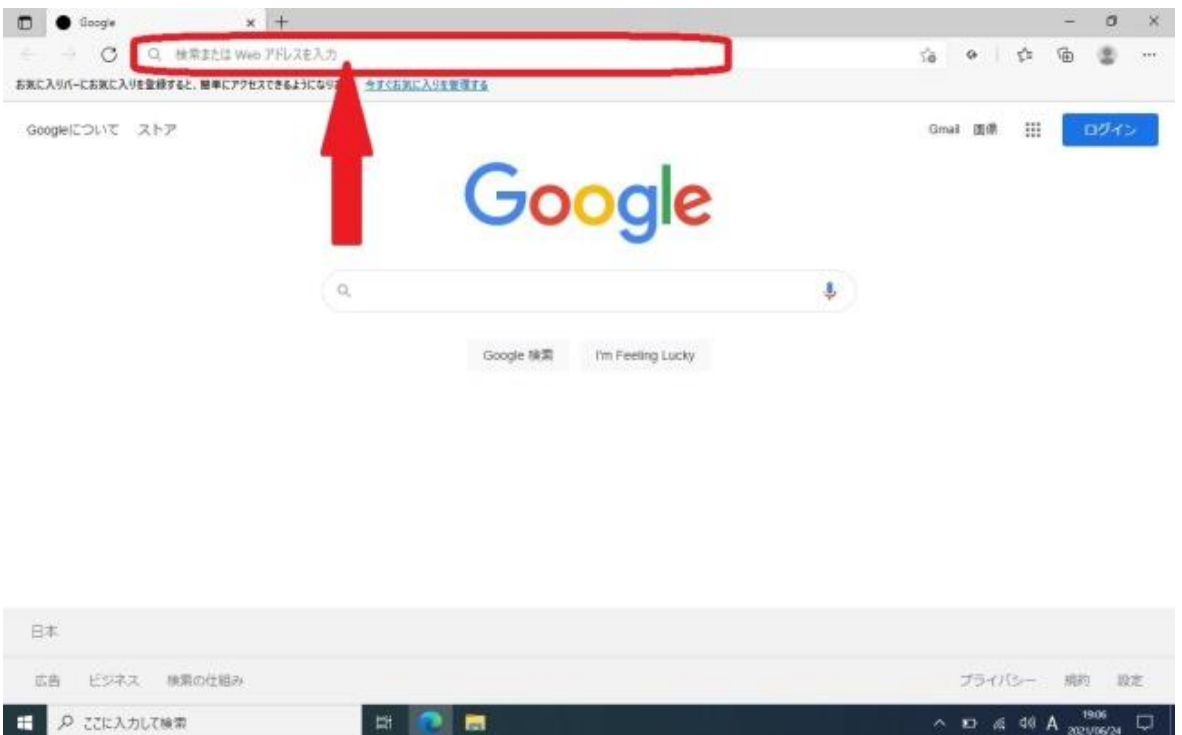 Google
検索または Web アドレスを入力
お気に入りバーにお気に入りを登録すると、簡単にアクセスできるようになりま
今すぐお気に入りを管理する
Googleについて ストア
Gmail 画像
ログイン
Google
Google 検索 I'm Feeling Lucky
日本
広告 ビジネス 検索の仕組み
プライバシー 規約 設定
ここに入力して検索
A
19:06
2021/06/24